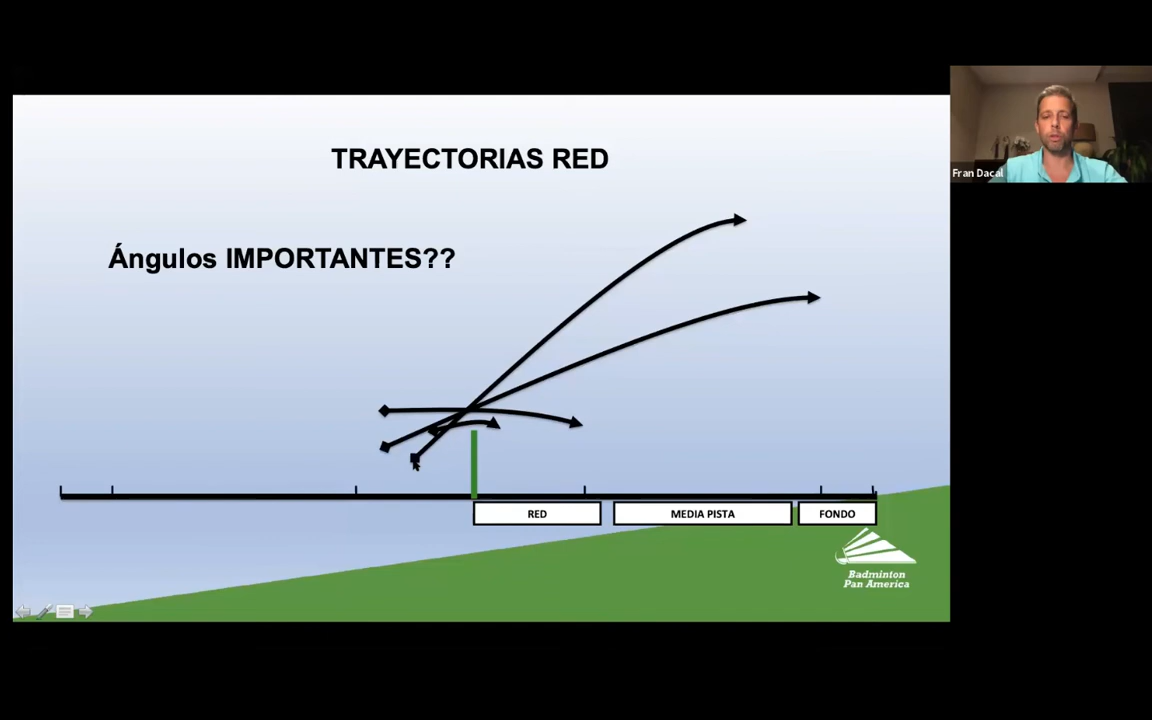 TRAYECTORIAS RED
Fran Dacal
Ángulos IMPORTANTES??
RED
MEDIA PISTA
FONDO
Badminton
Pan America